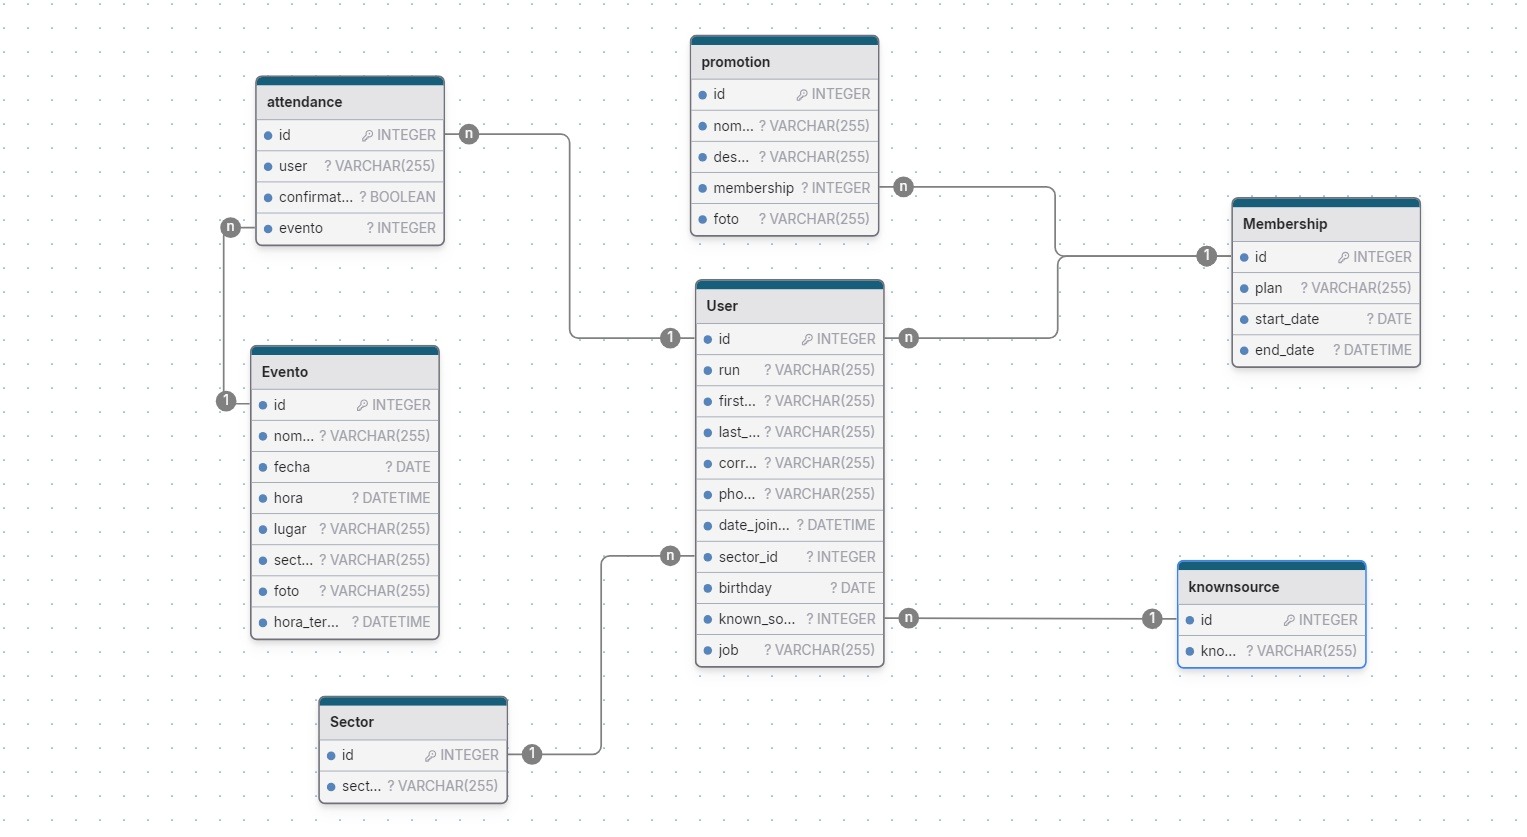 promotion
id INTEGER
nom... ? VARCHAR(255)
des... ? VARCHAR(255)
membership ? INTEGER
foto ? VARCHAR(255)
attendance
id INTEGER
user ? VARCHAR(255)
confirmat... ? BOOLEAN
evento ? INTEGER
n
n
n
1
Membership
id INTEGER
plan ? VARCHAR(255)
start_date ? DATE
end_date ? DATETIME
User
id INTEGER
run ? VARCHAR(255)
first... ? VARCHAR(255)
last_... ? VARCHAR(255)
corr... ? VARCHAR(255)
pho... ? VARCHAR(255)
date_join... ? DATETIME
sector_id ? INTEGER
birthday ? DATE
known_so... ? INTEGER
job ? VARCHAR(255)
1
n
n
n
1
Evento
id INTEGER
nom... ? VARCHAR(255)
fecha ? DATE
hora ? DATETIME
lugar ? VARCHAR(255)
sect... ? VARCHAR(255)
foto ? VARCHAR(255)
hora_ter... ? DATETIME
1
knownsource
id INTEGER
kno... ? VARCHAR(255)
Sector
id INTEGER
sect... ? VARCHAR(255)
1